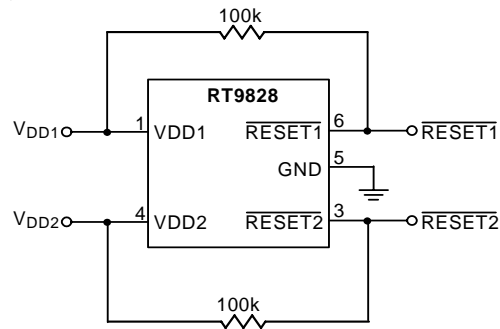 100k
RT9828
VDD1 1 VDD1 RESET1 6 RESET1
GND 5
VDD2 4 VDD2 RESET2 3 RESET2
100k